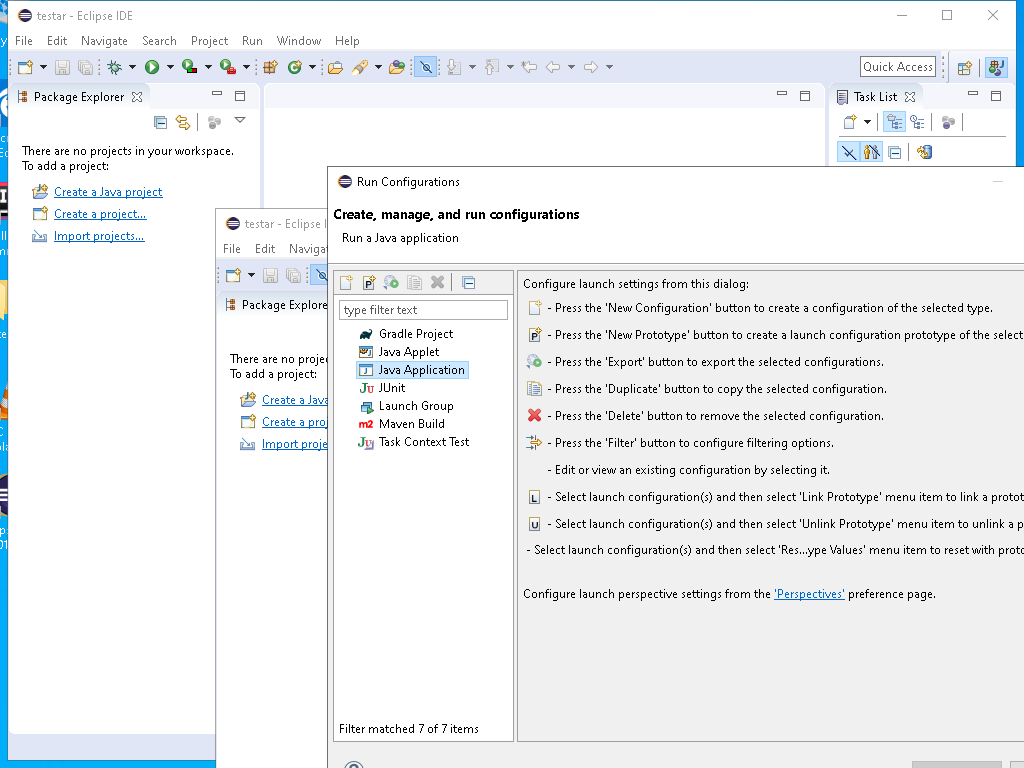 testar - Eclipse IDE
File Edit Navigate Search Project Run Window Help
Quick Access
Package Explorer
Task List
There are no projects in your workspace.
To add a project:
Create a Java project
Create a project...
Import projects...
testar - Eclipse I
File Edit Naviga
Package Explore
There are no proje
To add a project:
Create a Java
Create a proj
Import proje
Run Configurations
Create, manage, and run configurations
Run a Java application
type filter text
Gradle Project
Java Applet
Java Application
JUnit
Launch Group
Maven Build
Task Context Test
Filter matched 7 of 7 items
Configure launch settings from this dialog:
- Press the 'New Configuration' button to create a configuration of the selected type.
- Press the 'New Prototype' button to create a launch configuration prototype of the select
- Press the 'Export' button to export the selected configurations.
- Press the 'Duplicate' button to copy the selected configuration.
- Press the 'Delete' button to remove the selected configuration.
- Press the 'Filter' button to configure filtering options.
- Edit or view an existing configuration by selecting it.
- Select launch configuration(s) and then select 'Link Prototype' menu item to link a protot
- Select launch configuration(s) and then select 'Unlink Prototype' menu item to unlink a p
- Select launch configuration(s) and then select 'Res...ype Values' menu item to reset with proto
Configure launch perspective settings from the 'Perspectives' preference page.